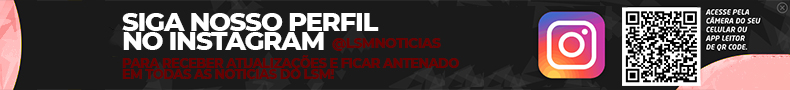 SIGA NOSSO PERFIL
NO INSTAGRAM @LSMNOTICIAS
PARA RECEBER ATUALIZAÇÕES E FICAR ANTENADO
EM TODAS AS NOTICIAS DO LSM!
ACESSE PELA
CÂMERA DO SEU
CELULAR OU
APP LEITOR
DE QR CODE.